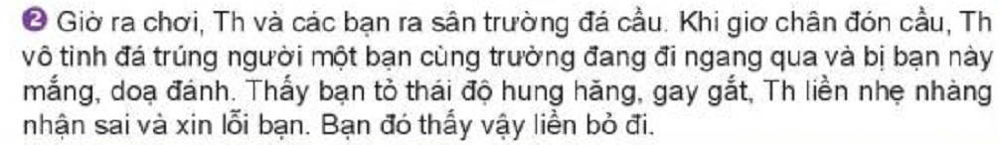 2 Giờ ra chơi, Th và các bạn ra sân trường đá cầu. Khi giơ chân đón cầu, Th
vô tình đá trúng người một bạn cùng trường đang đi ngang qua và bị bạn này
mắng, doạ đánh. Thấy bạn tỏ thái độ hung hăng, gay gắt, Th liền nhẹ nhàng
nhận sai và xin lỗi bạn. Bạn đó thấy vậy liền bỏ đi.